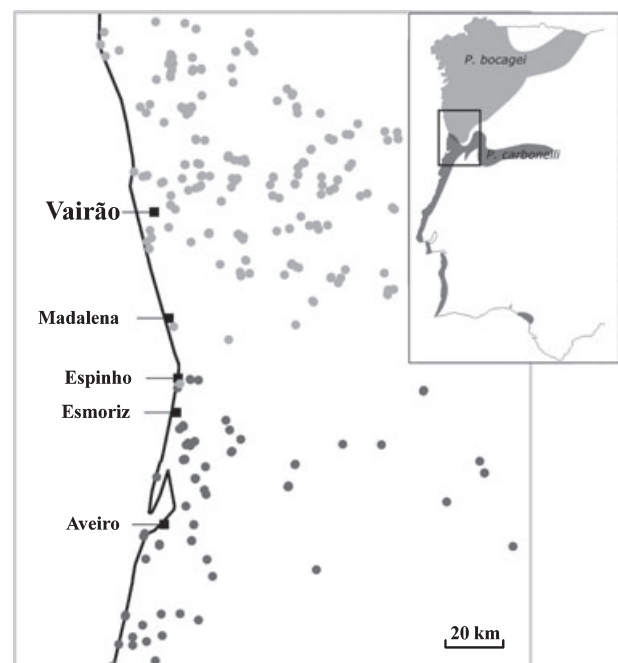 P. bocagei
P. carbonelli
Vairão
Madalena
Espinho
Esmoriz
Aveiro
20 km